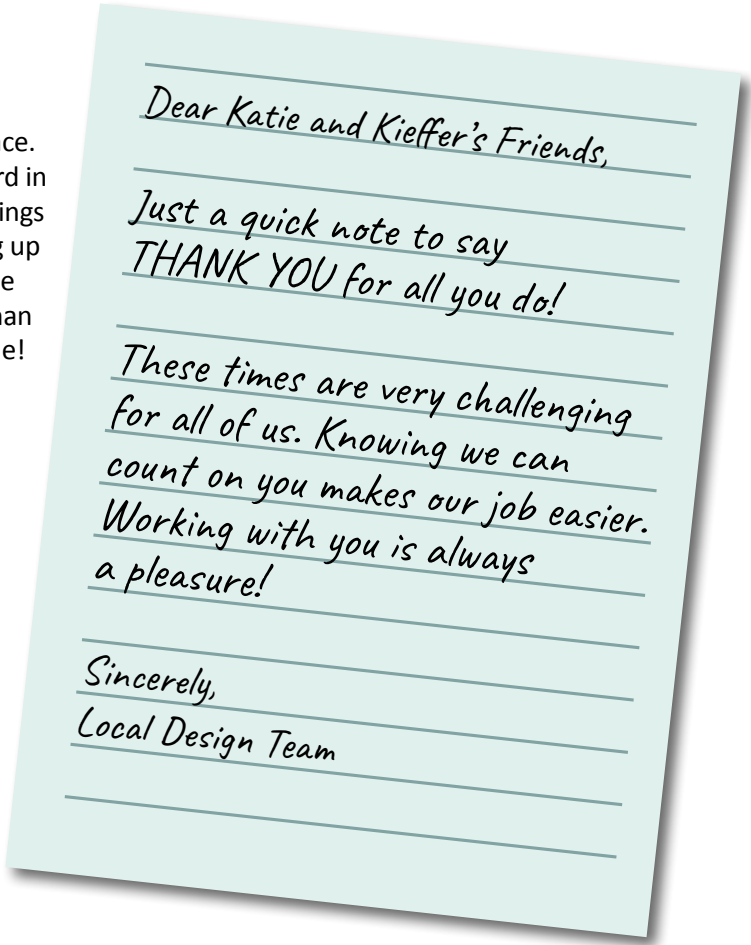 ce.
rd in
ings
g up
e
an
e!
Dear Katie and Kieffer's Friends,
Just a quick note to say
THANK YOU for all you do!
These times are very challenging
for all of us. Knowing we can
count on you makes our job easier.
Working with you is always
a pleasure!
Sincerely,
Local Design Team